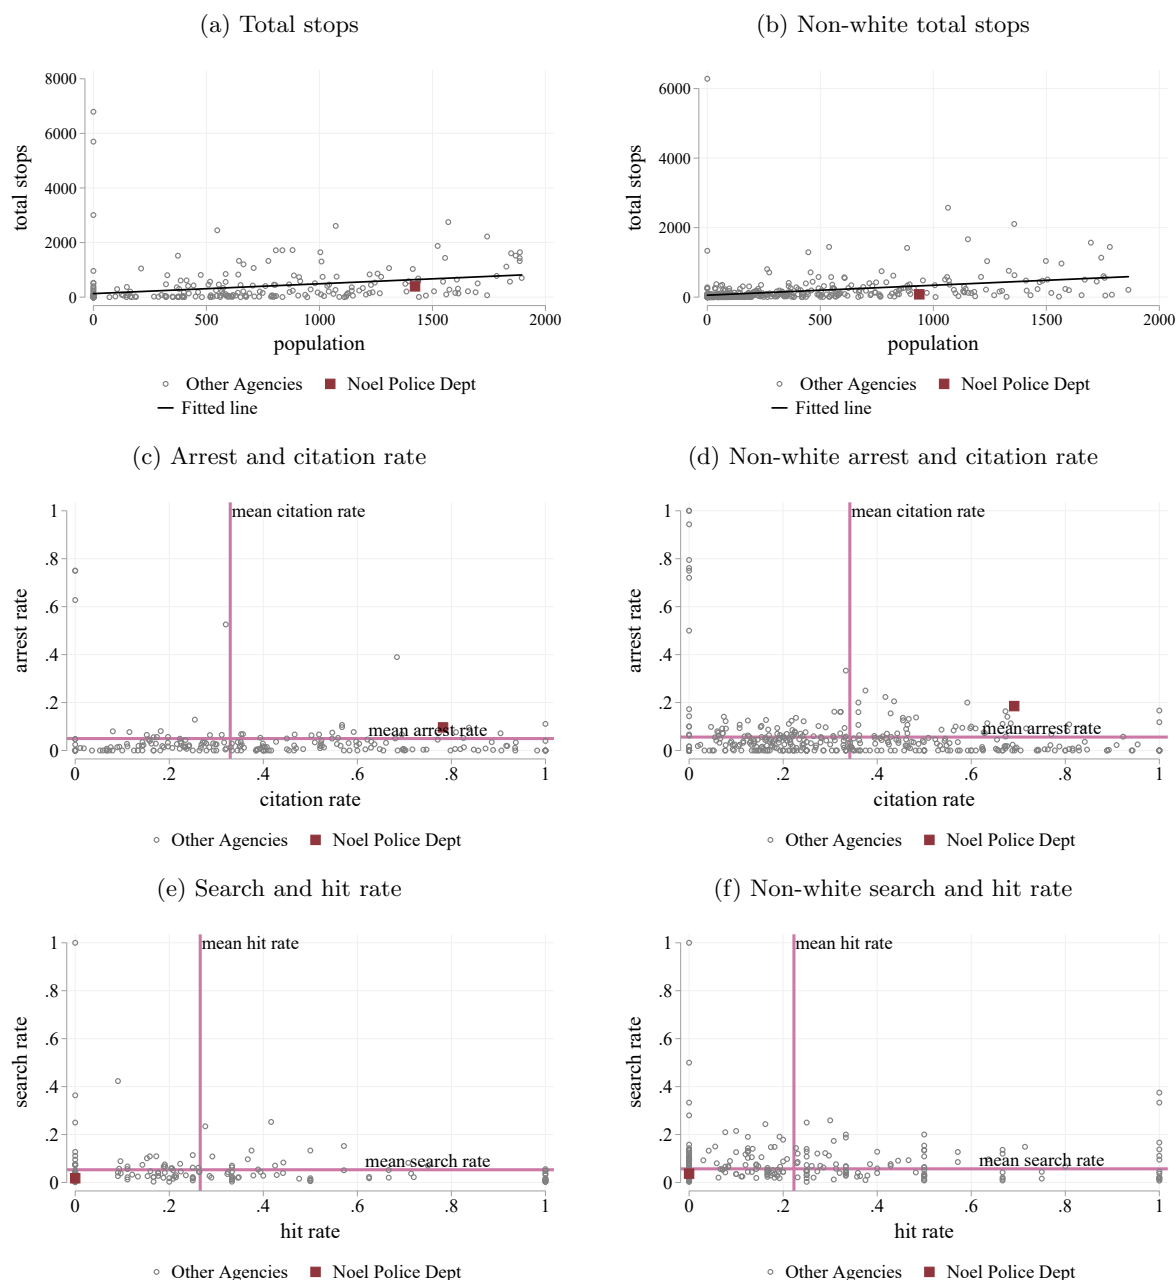 (a) Total stops
8000
6000
4000
2000
0
total stops
0 500 1000 1500 2000
population
Other Agencies Noel Police Dept
Fitted line
(b) Non-white total stops
6000
4000
2000
0
total stops
0 500 1000 1500 2000
population
Other Agencies Noel Police Dept
Fitted line
(c) Arrest and citation rate
1
.8
.6
.4
.2
0
arrest rate
mean citation rate
mean arrest rate
0 .2 .4 .6 .8 1
citation rate
Other Agencies Noel Police Dept
(d) Non-white arrest and citation rate
1
.8
.6
.4
.2
0
arrest rate
mean citation rate
mean arrest rate
0 .2 .4 .6 .8 1
citation rate
Other Agencies Noel Police Dept
(e) Search and hit rate
1
.8
.6
.4
.2
0
search rate
mean hit rate
mean search rate
0 .2 .4 .6 .8 1
hit rate
Other Agencies Noel Police Dept
(f) Non-white search and hit rate
1
.8
.6
.4
.2
0
search rate
mean hit rate
mean search rate
0 .2 .4 .6 .8 1
hit rate
Other Agencies Noel Police Dept